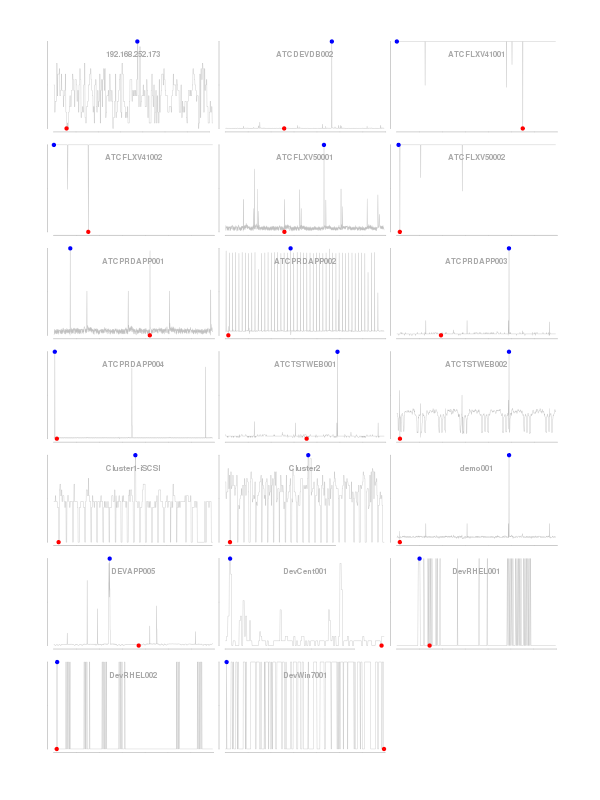 192.168.252.173
ATCDEVDB002
ATCFLXV41001
ATCFLXV41002
ATCFLXV50001
ATCFLXV50002
ATCPRDAPP001
ATCPRDAPP002
ATCPRDAPP003
ATCPRDAPP004
ATCTSTWEB001
ATCTSTWEB002
Cluster1-iSCSI
Cluster2
demo001
DEVAPP005
DevCent001
DevRHEL001
DevRHEL002
DevWin7001